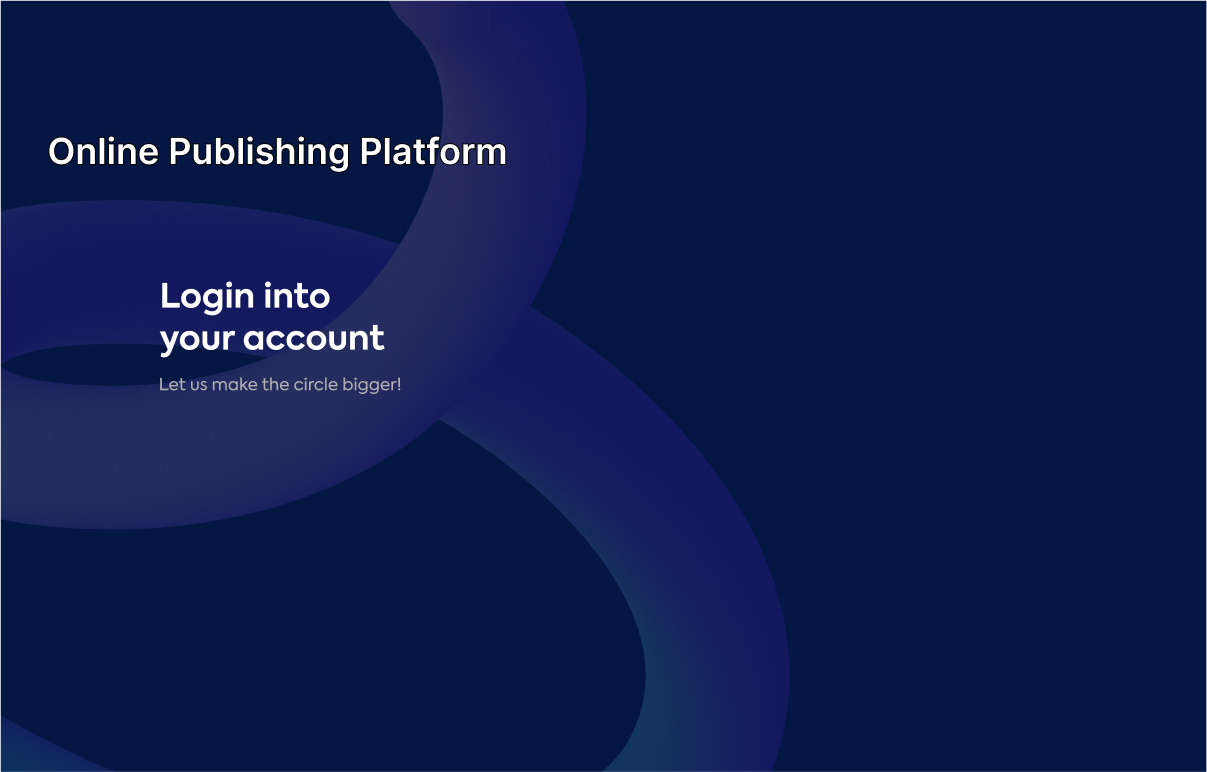 Online Publishing Platform
Login into
your account
Let us make the circle bigger!